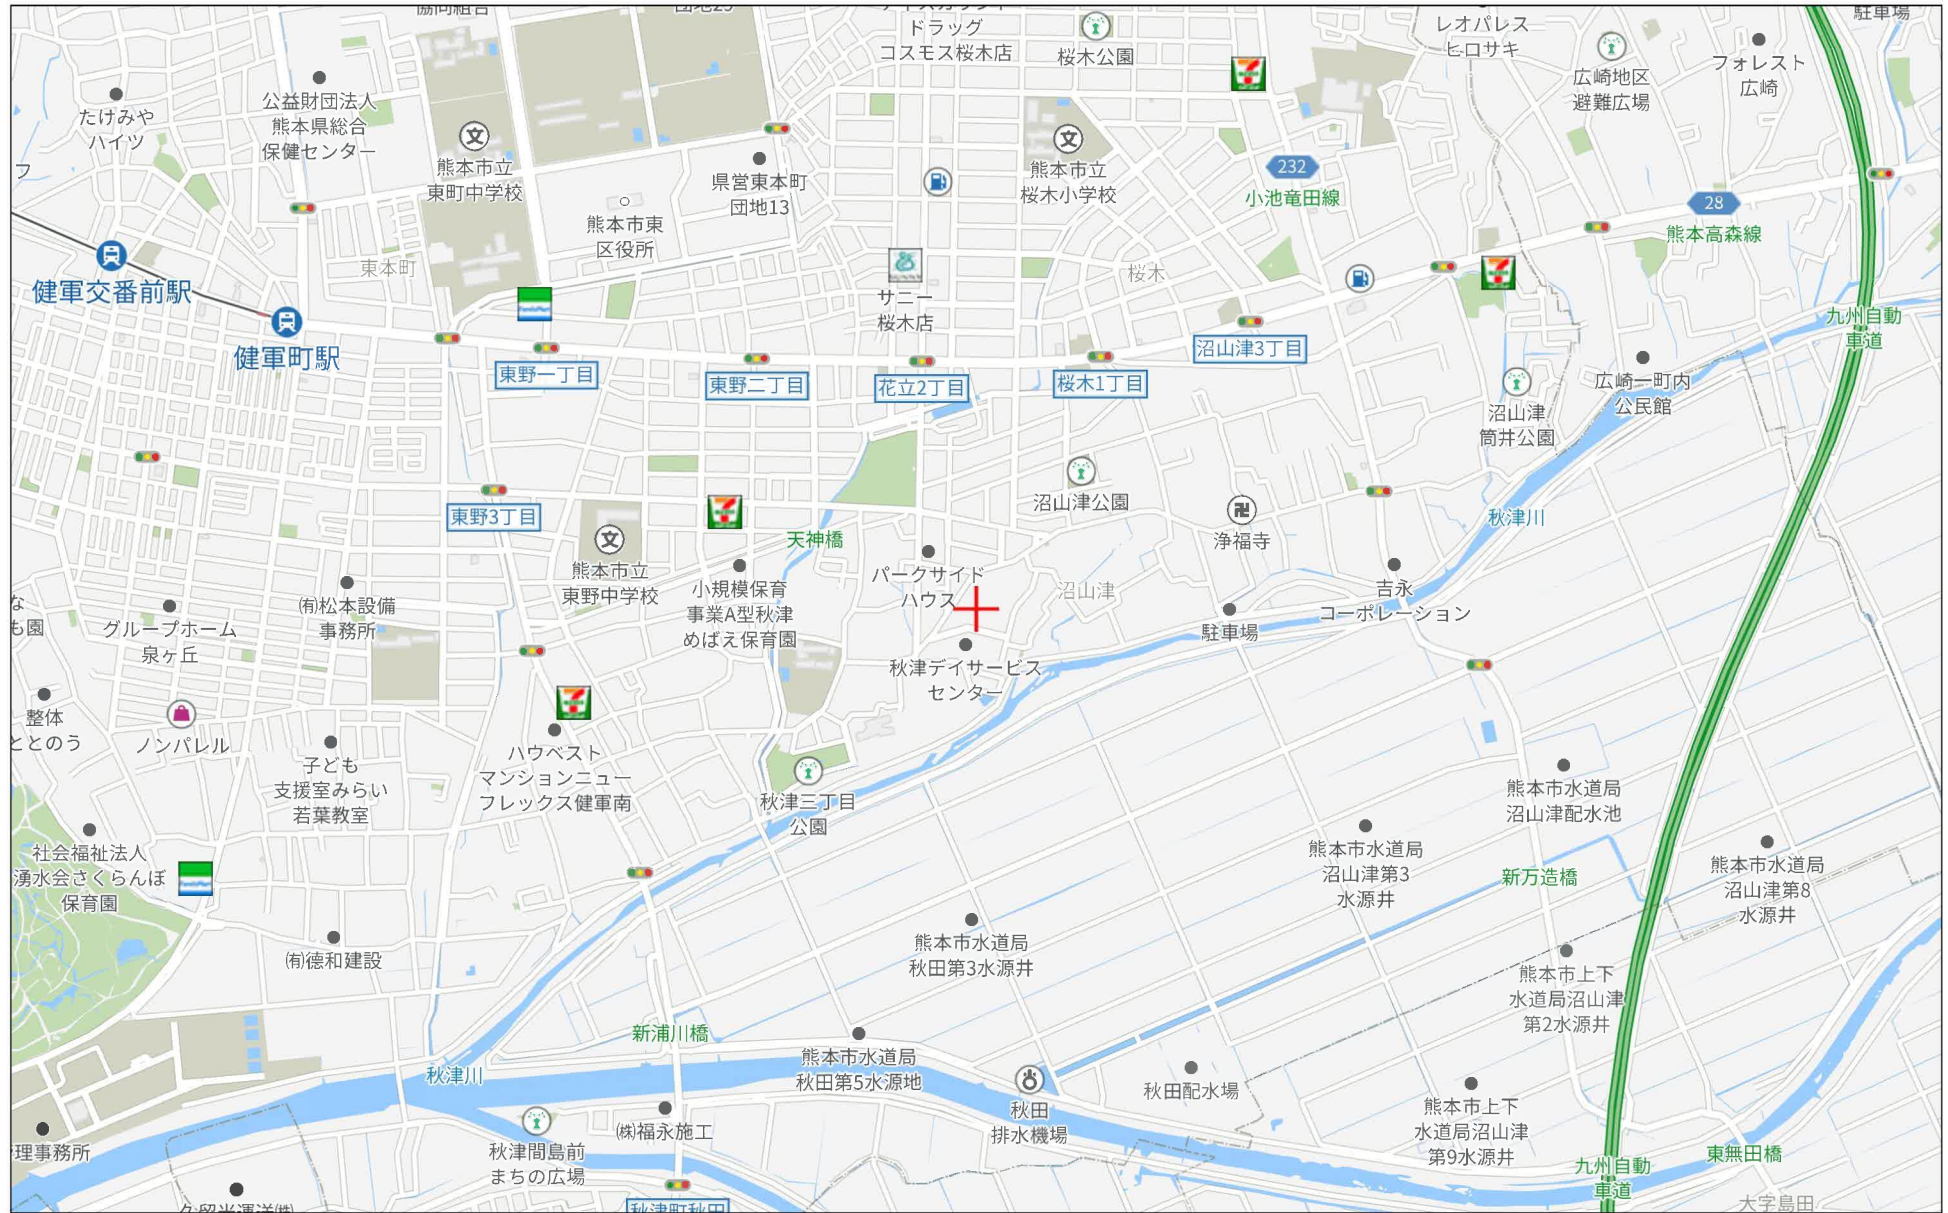 ドラッグ
コスモス桜木店
桜木公園
レオパレス
ヒロサキ
広崎地区
避難広場
フォレスト
広崎
駐車場
たけみや
ハイツ
公益財団法人
熊本県総合
保健センター
熊本市立
東町中学校
県営東本町
団地13
熊本市東
区役所
熊本市立
桜木小学校
232
小池竜田線
28
熊本高森線
フ
東本町
桜木
健軍交番前駅
健軍町駅
サニー
桜木店
九州自動
車道
東野一丁目
東野二丁目
花立2丁目
桜木1丁目
沼山津3丁目
広崎一町内
公民館
沼山津
筒井公園
沼山津公園
東野3丁目
天神橋
浄福寺
秋津川
熊本市立
東野中学校
小規模保育
事業A型秋津
めばえ保育園
パークサイド
ハウス
沼山津
吉永
コーポレーション
駐車場
な
も園
グループホーム
泉ヶ丘
(有)松本設備
事務所
秋津デイサービス
センター
整体
ととのう
ノンパレル
子ども
支援室みらい
若葉教室
ハウベスト
マンションニュー
フレックス健軍南
秋津三丁目
公園
熊本市水道局
沼山津配水池
社会福祉法人
湧水会さくらんぼ
保育園
熊本市水道局
沼山津第3
水源井
新万造橋
熊本市水道局
沼山津第8
水源井
(有)德和建設
熊本市水道局
秋田第3水源井
熊本市上下
水道局沼山津
第2水源井
新浦川橋
秋津川
熊本市水道局
秋田第5水源地
秋田
排水機場
秋田配水場
熊本市上下
水道局沼山津
第9水源井
理事務所
秋津間島前
まちの広場
(株)福永施工
九州自動
車道
東無田橋
秋津町秋田
大字島田